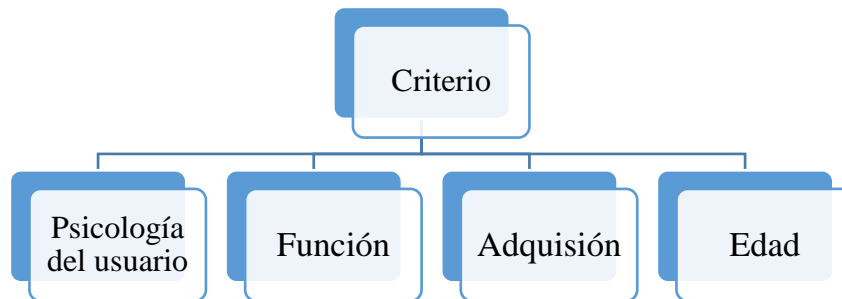 Criterio
Psicología
del usuario
Función
Adquisión
Edad